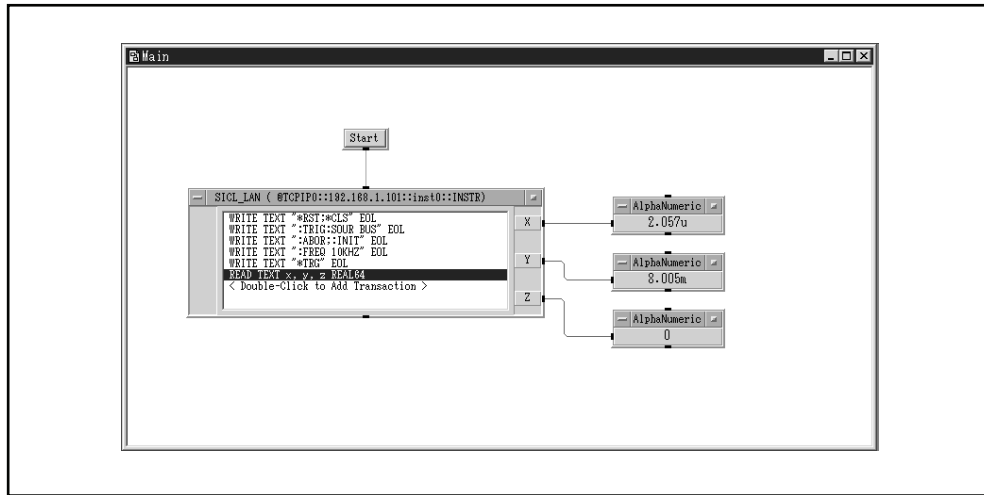 Main
Start
SICL_LAN ( @TCPIP0::192.168.1.101::inst0::INSTR)
WRITE TEXT "*RST;*CLS" EOL
WRITE TEXT ":TRIG:SOUR BUS" EOL
WRITE TEXT ":ABOR;:INIT" EOL
WRITE TEXT ":FREQ 10KHZ" EOL
WRITE TEXT "*TRG" EOL
READ TEXT x, y, z REAL64
< Double-Click to Add Transaction >
X
Y
Z
AlphaNumeric
2.057u
AlphaNumeric
8.005m
AlphaNumeric
0